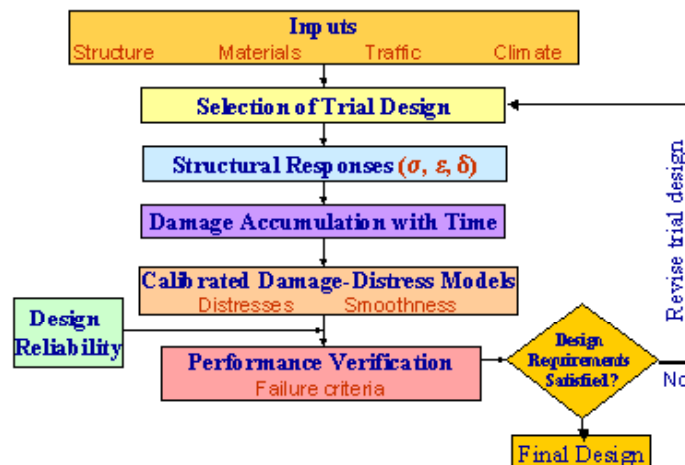 Inputs
Structure Materials Traffic Climate
Selection of Trial Design
Structural Responses (σ, ε, δ)
Damage Accumulation with Time
Calibrated Damage-Distress Models
Distresses Smoothness
Design
Reliability
Performance Verification
Failure criteria
Design
Requirements
Satisfied?
Revise trial design
No
Final Design